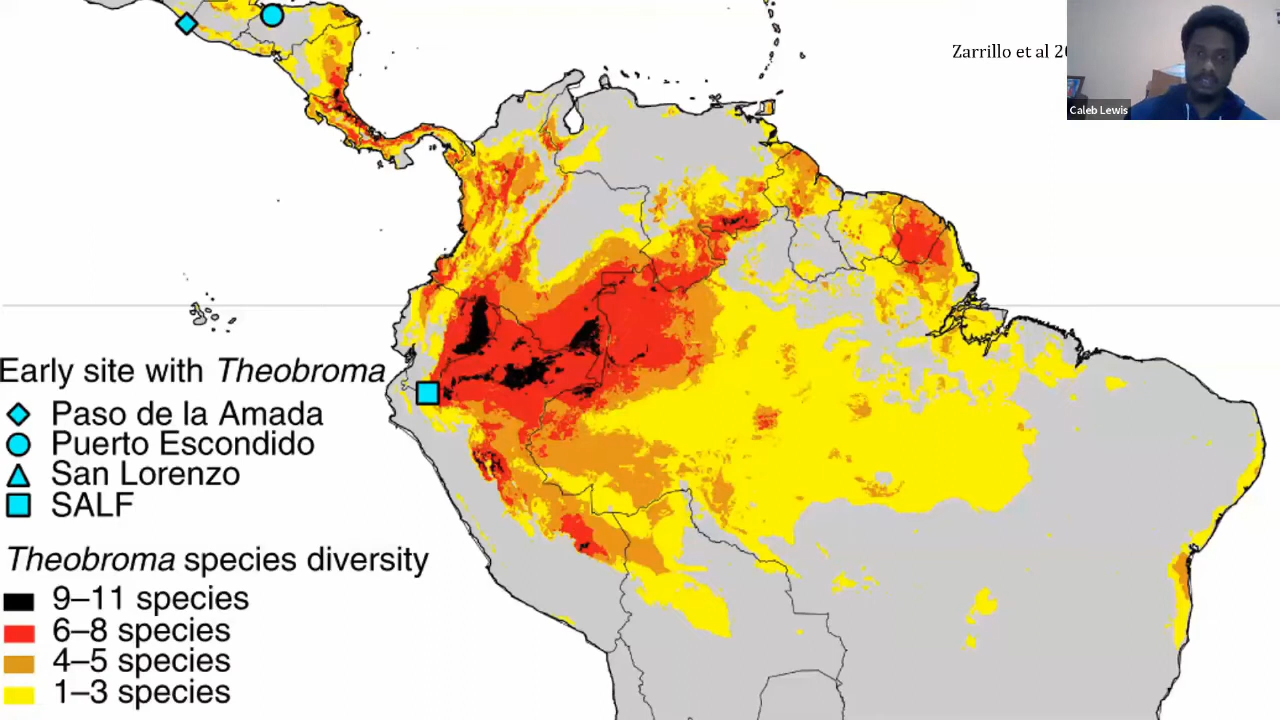 Zarrillo et al
Caleb Lewis
Early site with Theobroma
Paso de la Amada
Puerto Escondido
San Lorenzo
SALF
Theobroma species diversity
9–11 species
6–8 species
4–5 species
1–3 species